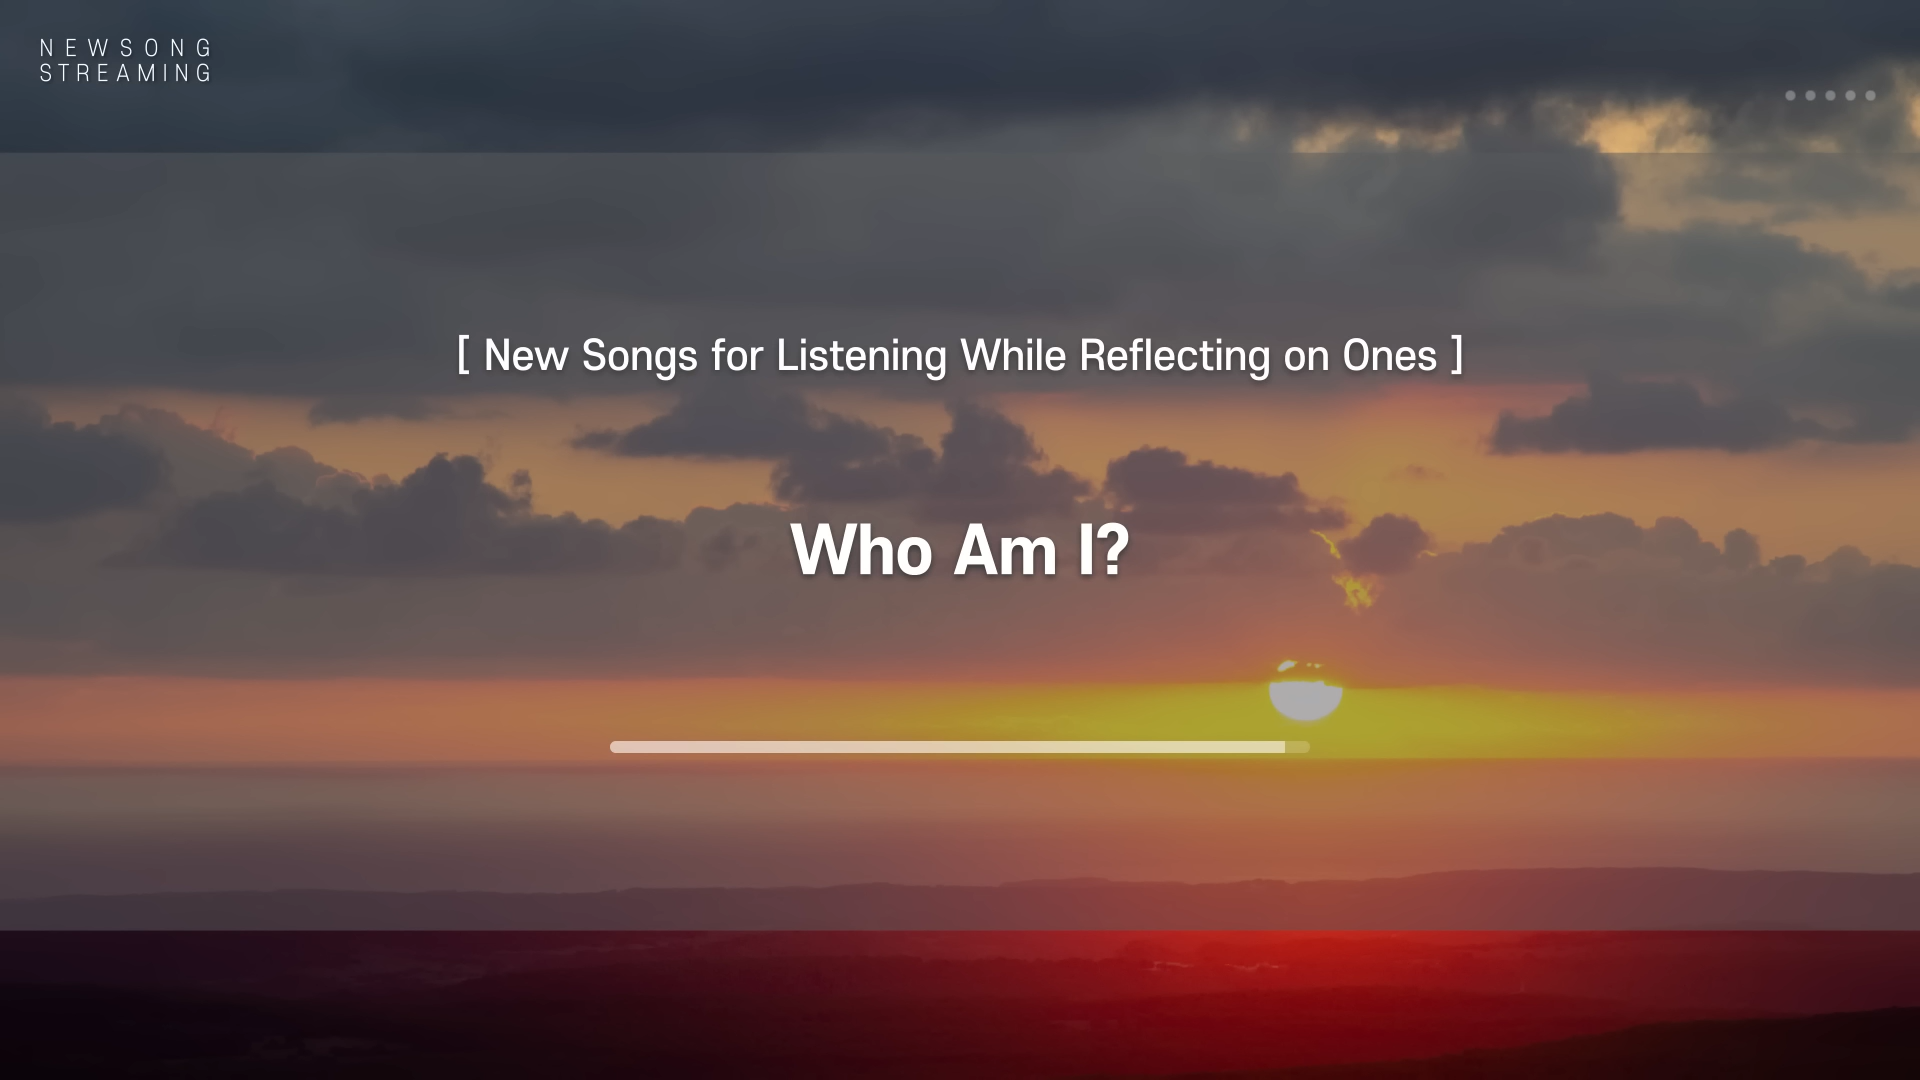 NEWSONG
STREAMING
[ New Songs for Listening While Reflecting on Ones ]
Who Am I?